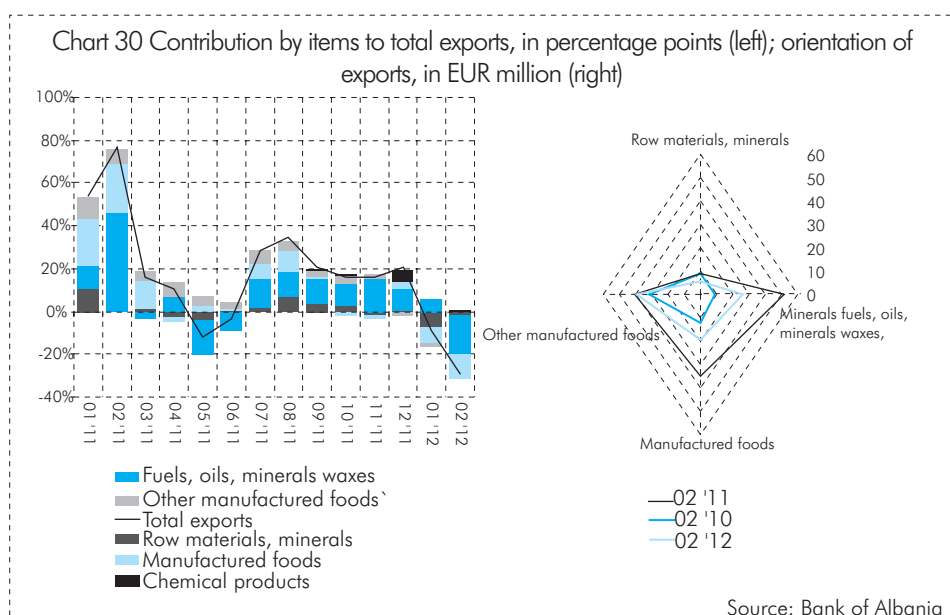 Chart 30 Contribution by items to total exports, in percentage points (left); orientation of
exports, in EUR million (right)
100%
80%
60%
40%
20%
0%
-20%
-40%
01 '11
02 '11
03 '11
04 '11
05 '11
06 '11
07 '11
08 '11
09 '11
10 '11
11 '11
12 '11
01 '12
02 '12
Fuels, oils, minerals waxes
Other manufactured foods`
Total exports
Row materials, minerals
Manufactured foods
Chemical products
Row materials, minerals
60
50
40
30
20
10
0
Minerals fuels, oils,
minerals waxes,
Other manufactured foods
Manufactured foods
02 '11
02 '10
02 '12
Source: Bank of Albania